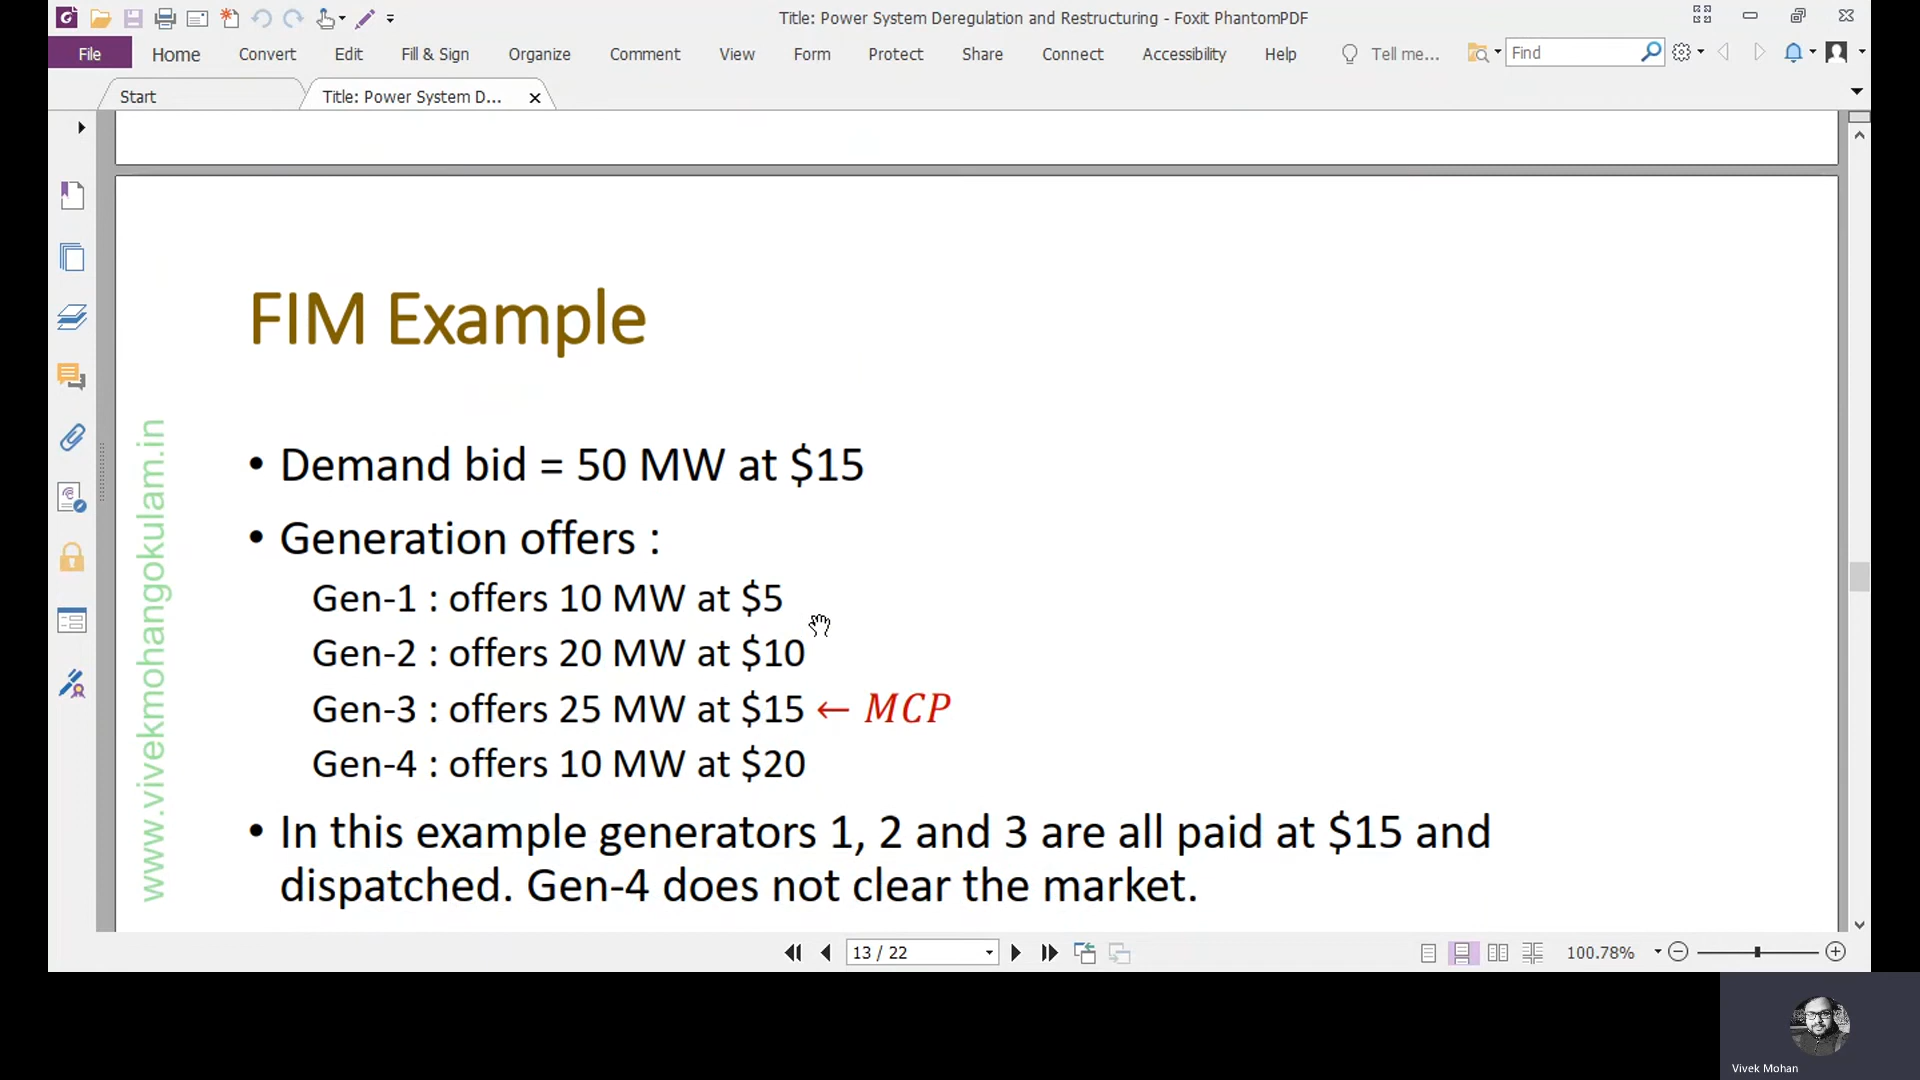 Title: Power System Deregulation and Restructuring - Foxit PhantomPDF
File Home Convert Edit Fill & Sign Organize Comment View Form Protect Share Connect Accessibility Help Tell me... Find
Start Title: Power System D...
FIM Example
• Demand bid = 50 MW at $15
• Generation offers :
Gen-1 : offers 10 MW at $5
Gen-2 : offers 20 MW at $10
Gen-3 : offers 25 MW at $15 ← MCP
Gen-4 : offers 10 MW at $20
• In this example generators 1, 2 and 3 are all paid at $15 and
dispatched. Gen-4 does not clear the market.
www.vivekmohangokulam.in
13 / 22 100.78%
Vivek Mohan